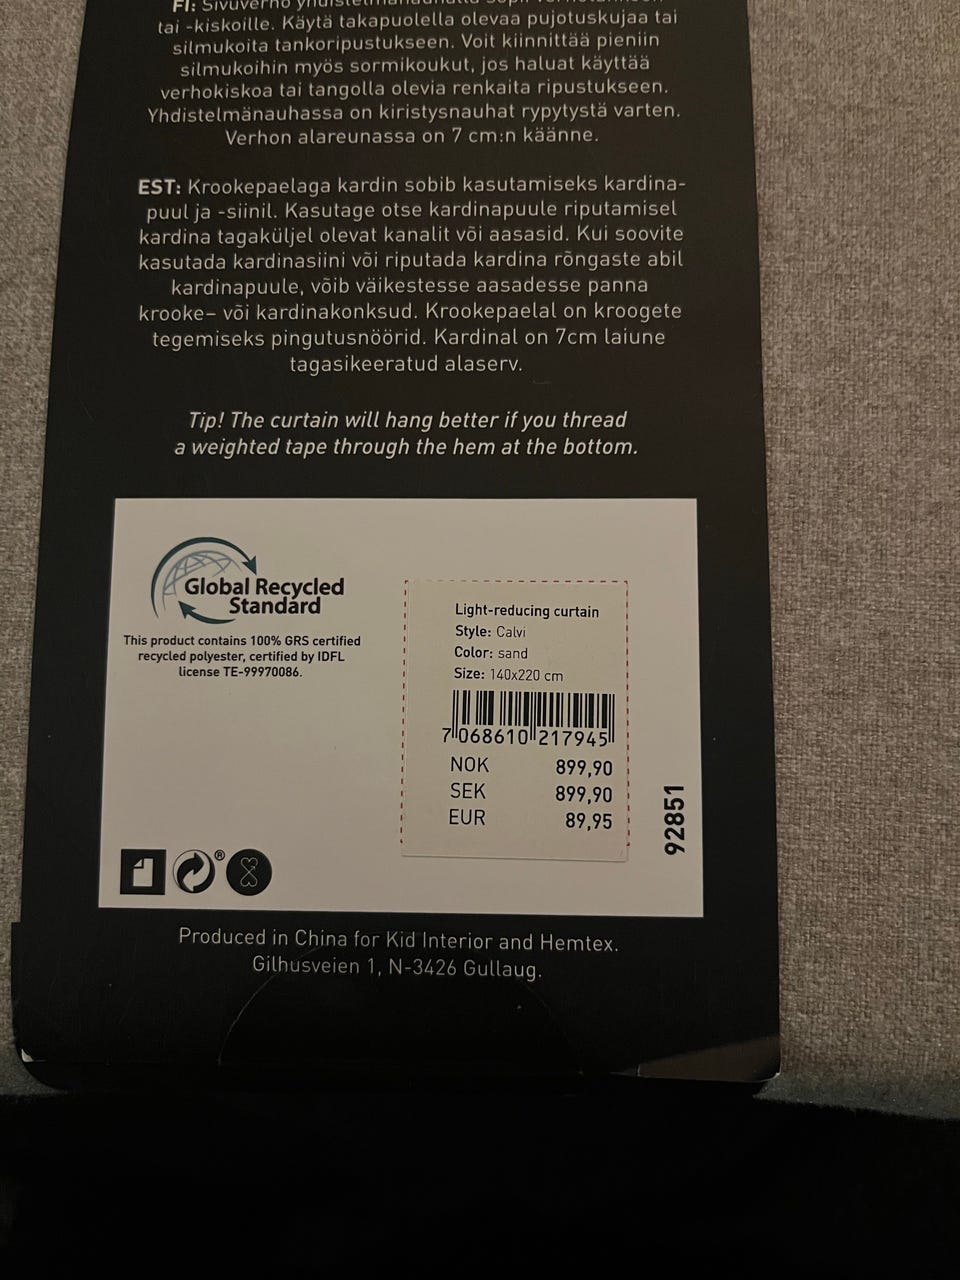 FI: Sivuverho yhdistelmänauhalla sopii verhotankoon
tai -kiskoille. Käytä takapuolella olevaa pujotuskujaa tai
silmukoita tankoripustukseen. Voit kiinnittää pieniin
silmukoihin myös sormikoukut, jos haluat käyttää
verhokiskoa tai tangolla olevia renkaita ripustukseen.
Yhdistelmänauhassa on kiristysnauhat rypytystä varten.
Verhon alareunassa on 7 cm:n käänne.
EST: Krookepaelaga kardin sobib kasutamiseks kardina-
puul ja -siinil. Kasutage otse kardinapuule riputamisel
kardina tagaküljel olevat kanalit või aasasid. Kui soovite
kasutada kardinasiini või riputada kardina rõngaste abil
kardinapuule, võib väikestesse aasadesse panna
krooke– või kardinakonksud. Krookepaelal on kroogete
tegemiseks pingutusnöörid. Kardinal on 7cm laiune
tagasikeeratud alaserv.
Tip! The curtain will hang better if you thread
a weighted tape through the hem at the bottom.
Global Recycled
Standard
This product contains 100% GRS certified
recycled polyester, certified by IDFL
license TE-99970086.
Light-reducing curtain
Style: Calvi
Color: sand
Size: 140x220 cm
7 068610 217945
NOK 899,90
SEK 899,90
EUR 89,95
92851
®
Produced in China for Kid Interior and Hemtex.
Gilhusveien 1, N-3426 Gullaug.